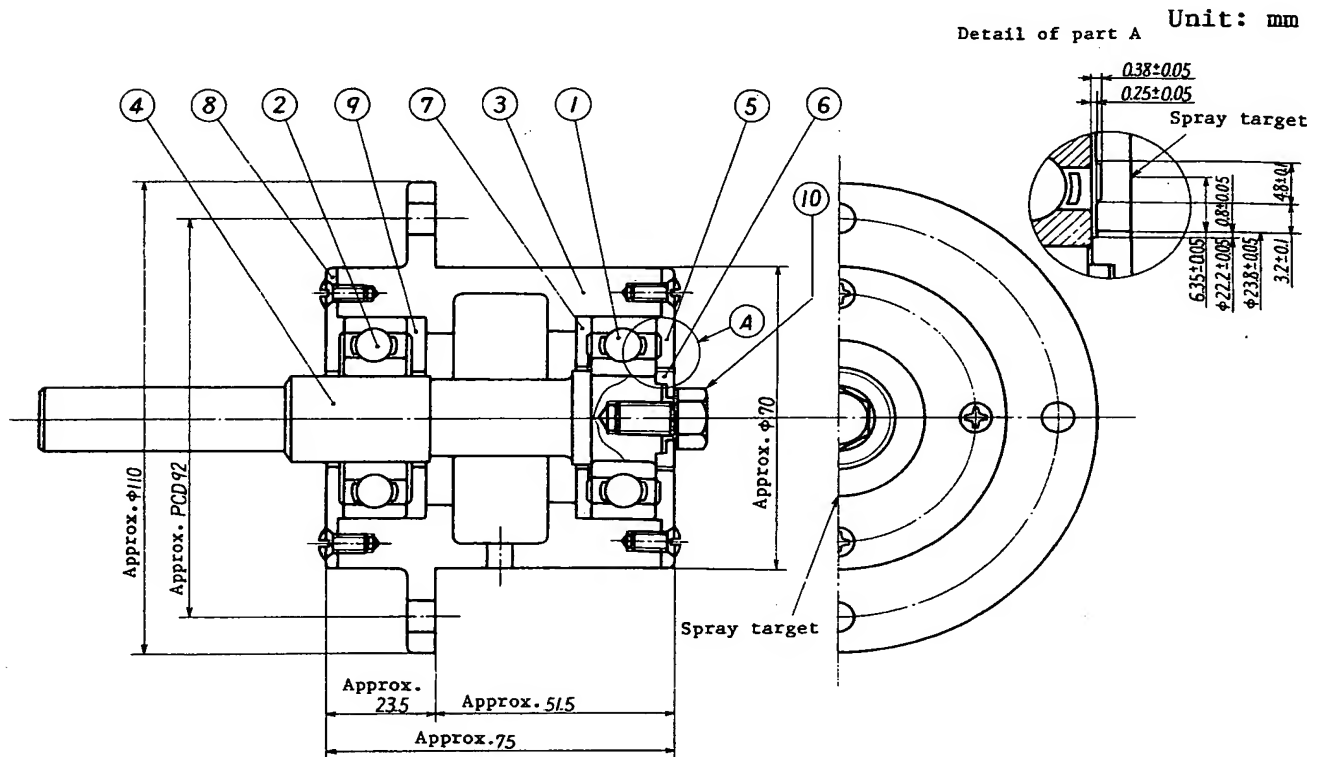 Unit: mm
Detail of part A
0.38±0.05
0.25±0.05
Spray target
4 8 2 9 7 3 1 5 6
10
A
4.8±0.1
3.2±0.1
0.8±0.05
6.35±0.05
φ22.2±0.05
φ23.8±0.05
Approx. φ110
Approx. PCD92
Approx. φ70
Spray target
Approx.
23.5
Approx. 51.5
Approx. 75